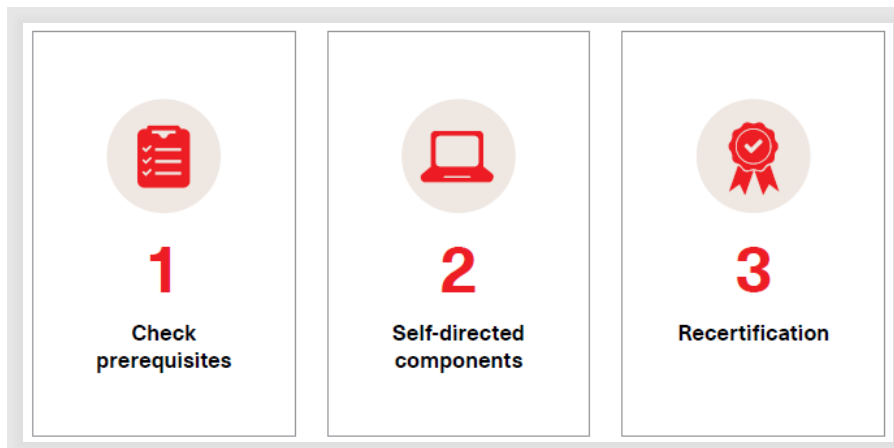 1
Check
prerequisites
2
Self-directed
components
3
Recertification